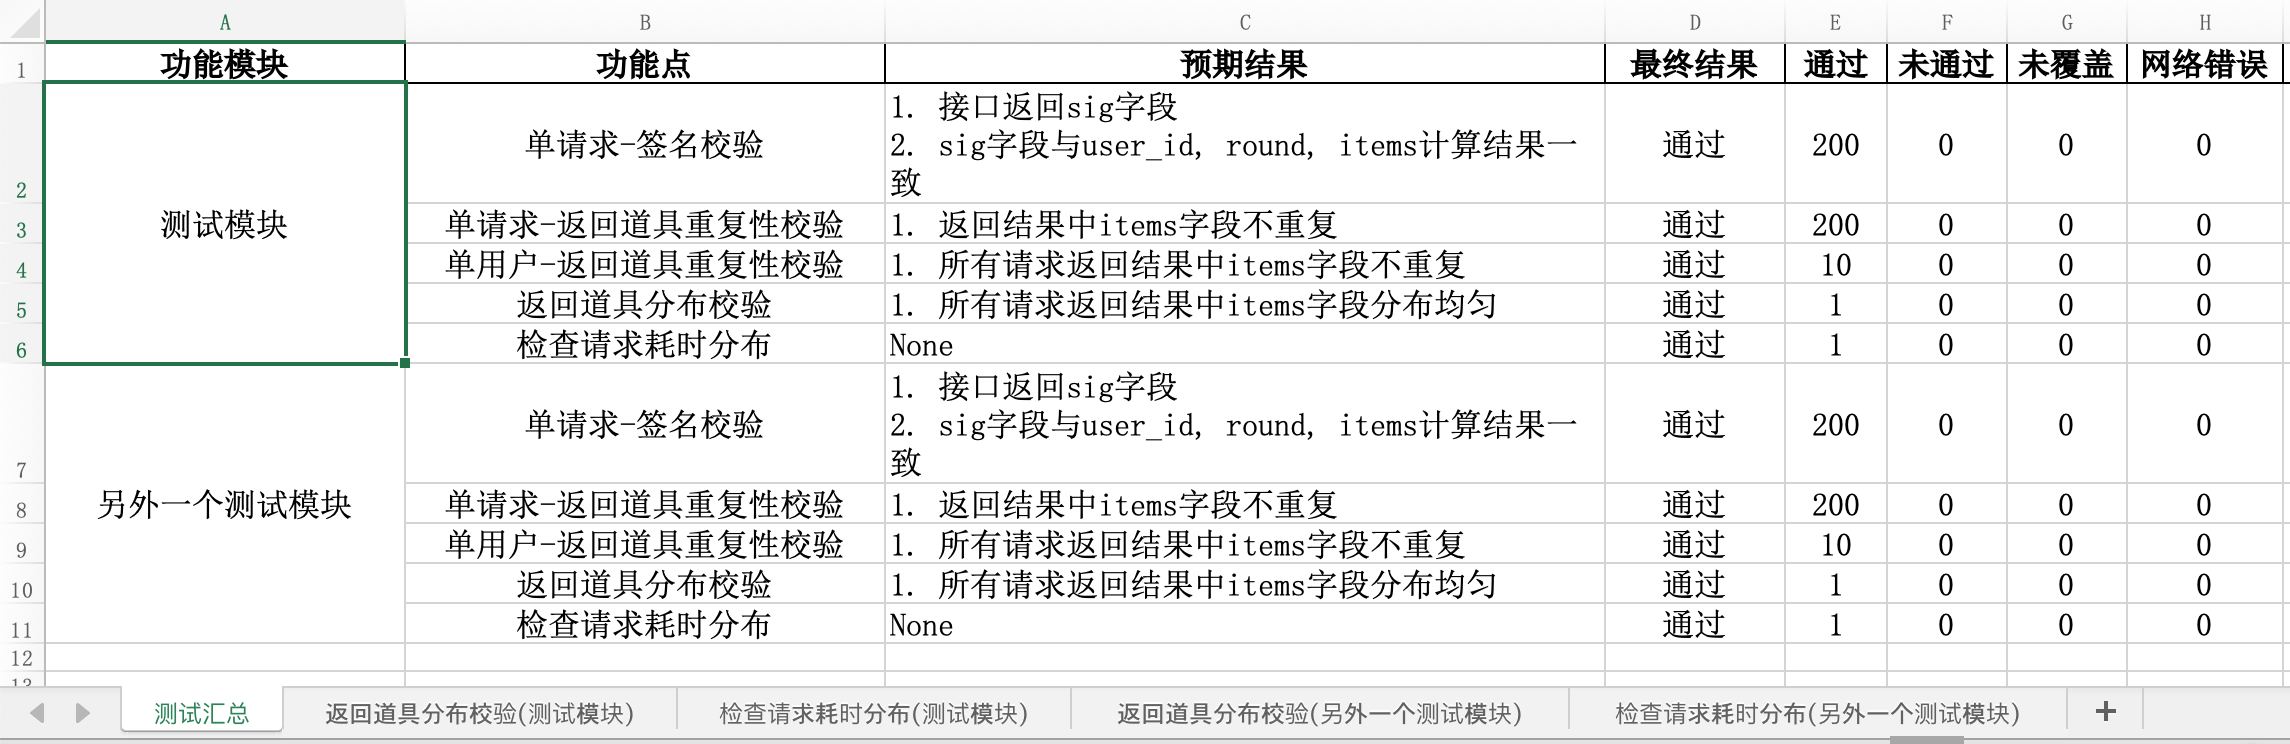 A B C D E F G H
1 功能模块 功能点 预期结果 最终结果 通过 未通过 未覆盖 网络错误
1. 接口返回sig字段
单请求-签名校验 2. sig字段与user_id, round, items计算结果一 通过 200 0 0 0
2 致
测试模块
3 单请求-返回道具重复性校验 1. 返回结果中items字段不重复 通过 200 0 0 0
4 单用户-返回道具重复性校验 1. 所有请求返回结果中items字段不重复 通过 10 0 0 0
5 返回道具分布校验 1. 所有请求返回结果中items字段分布均匀 通过 1 0 0 0
6 检查请求耗时分布 None 通过 1 0 0 0
1. 接口返回sig字段
单请求-签名校验 2. sig字段与user_id, round, items计算结果一 通过 200 0 0 0
7 致
另外一个测试模块
8 单请求-返回道具重复性校验 1. 返回结果中items字段不重复 通过 200 0 0 0
9 单用户-返回道具重复性校验 1. 所有请求返回结果中items字段不重复 通过 10 0 0 0
10 返回道具分布校验 1. 所有请求返回结果中items字段分布均匀 通过 1 0 0 0
11 检查请求耗时分布 None 通过 1 0 0 0
12
13
测试汇总 返回道具分布校验(测试模块) 检查请求耗时分布(测试模块) 返回道具分布校验(另外一个测试模块) 检查请求耗时分布(另外一个测试模块) +